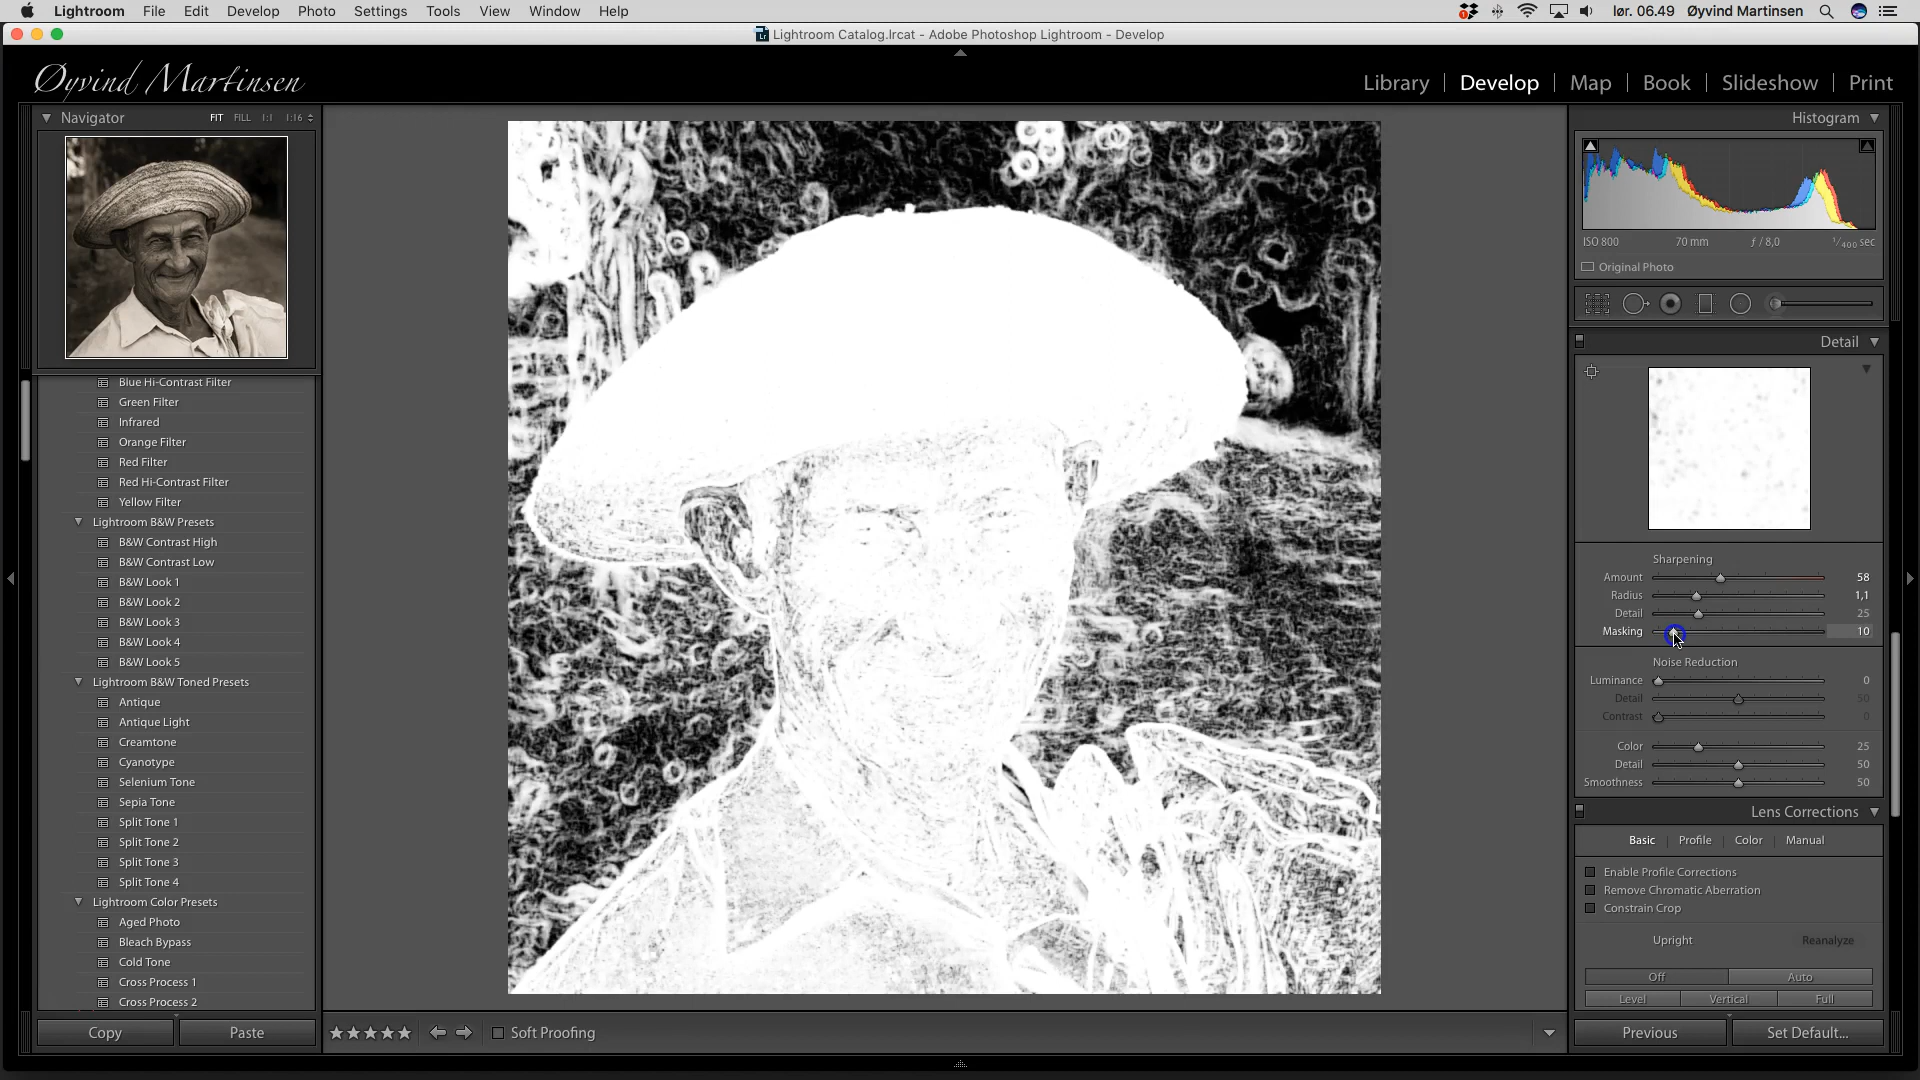 Lightroom File Edit Develop Photo Settings Tools View Window Help
1 lør. 06.49 Øyvind Martinsen
Lr Lightroom Catalog.lrcat - Adobe Photoshop Lightroom - Develop
Øyvind Martinsen
Library Develop Map Book Slideshow Print
Navigator FIT FILL 1:1 1:16
Blue Hi-Contrast Filter
Green Filter
Infrared
Orange Filter
Red Filter
Red Hi-Contrast Filter
Yellow Filter
Lightroom B&W Presets
B&W Contrast High
B&W Contrast Low
B&W Look 1
B&W Look 2
B&W Look 3
B&W Look 4
B&W Look 5
Lightroom B&W Toned Presets
Antique
Antique Light
Creamtone
Cyanotype
Selenium Tone
Sepia Tone
Split Tone 1
Split Tone 2
Split Tone 3
Split Tone 4
Lightroom Color Presets
Aged Photo
Bleach Bypass
Cold Tone
Cross Process 1
Cross Process 2
Copy Paste
Soft Proofing
Histogram
ISO 800 70 mm ƒ / 8,0 1/400 sec
Original Photo
Detail
Sharpening
Amount 58
Radius 1,1
Detail 25
Masking 10
Noise Reduction
Luminance 0
Detail 50
Contrast 0
Color 25
Detail 50
Smoothness 50
Lens Corrections
Basic Profile Color Manual
Enable Profile Corrections
Remove Chromatic Aberration
Constrain Crop
Upright Reanalyze
Off Auto
Level Vertical Full
Previous Set Default...